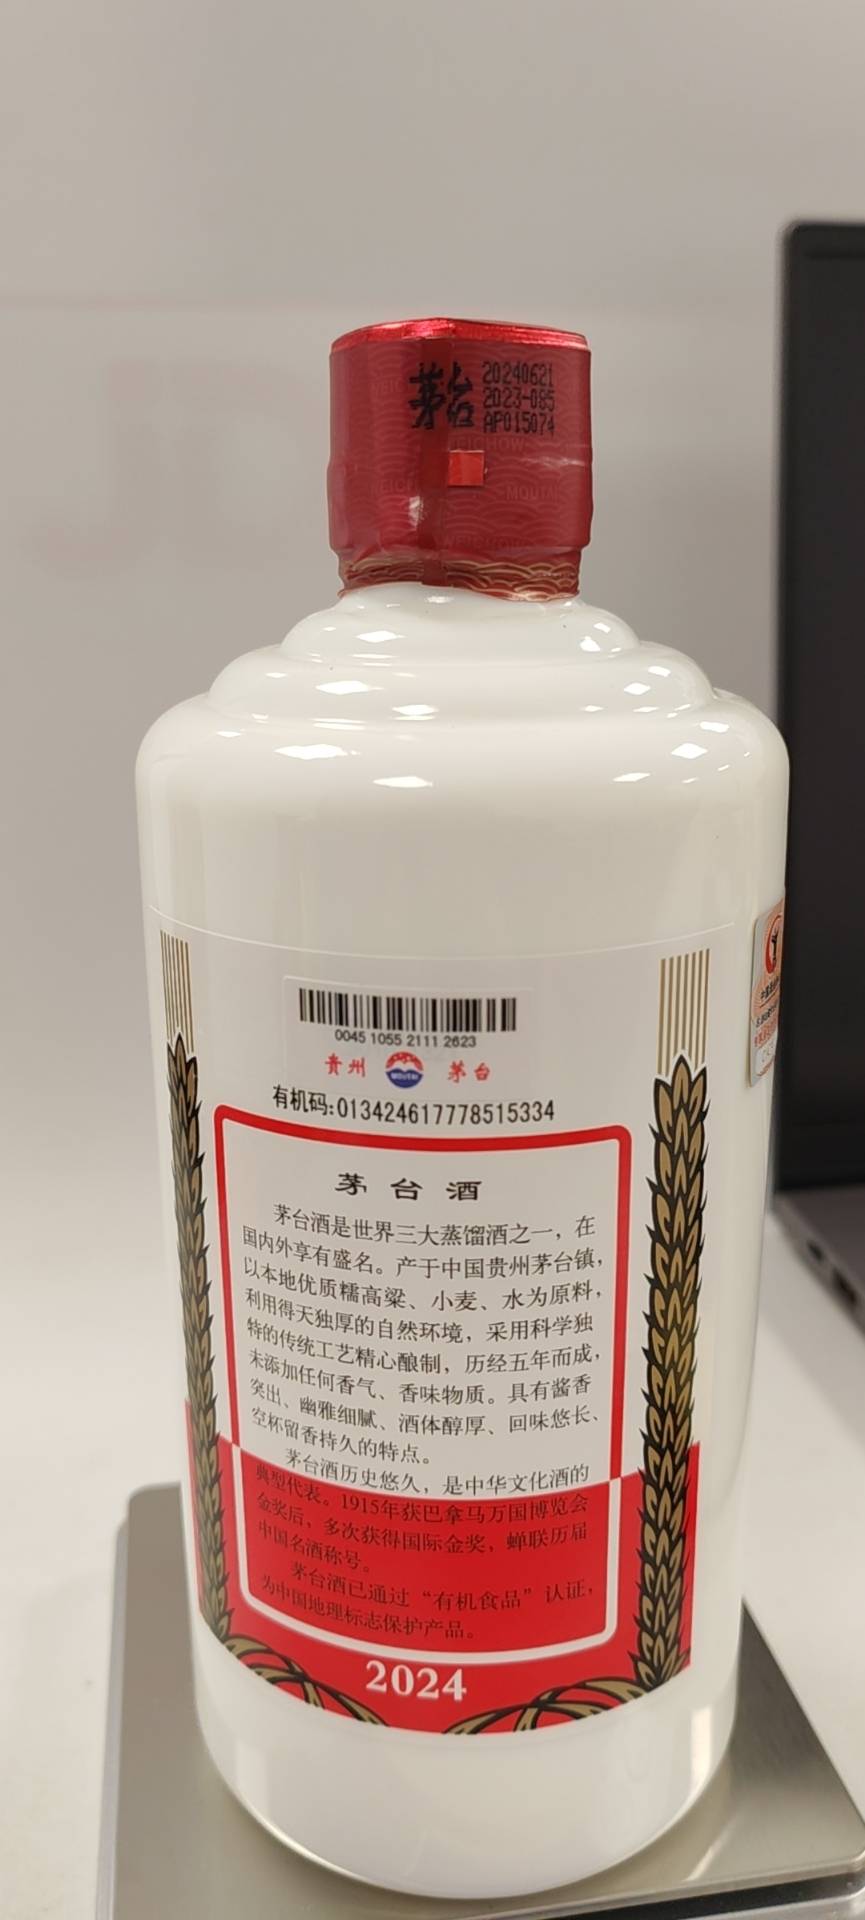 茅台
20240621
2023-085
AP015074
MOUTAI
0045 1055 2111 2623
贵州 MOUTAI 茅台
有机码:013424617778515334
茅台酒
茅台酒是世界三大蒸馏酒之一，在
国内外享有盛名。产于中国贵州茅台镇，
以本地优质糯高粱、小麦、水为原料，
利用得天独厚的自然环境，采用科学独
特的传统工艺精心酿制，历经五年而成，
未添加任何香气、香味物质。具有酱香
突出、幽雅细腻、酒体醇厚、回味悠长、
空杯留香持久的特点。
茅台酒历史悠久，是中华文化酒的
典型代表。1915年获巴拿马万国博览会
金奖后，多次获得国际金奖，蝉联历届
中国名酒称号。
茅台酒已通过“有机食品”认证，
为中国地理标志保护产品。
2024